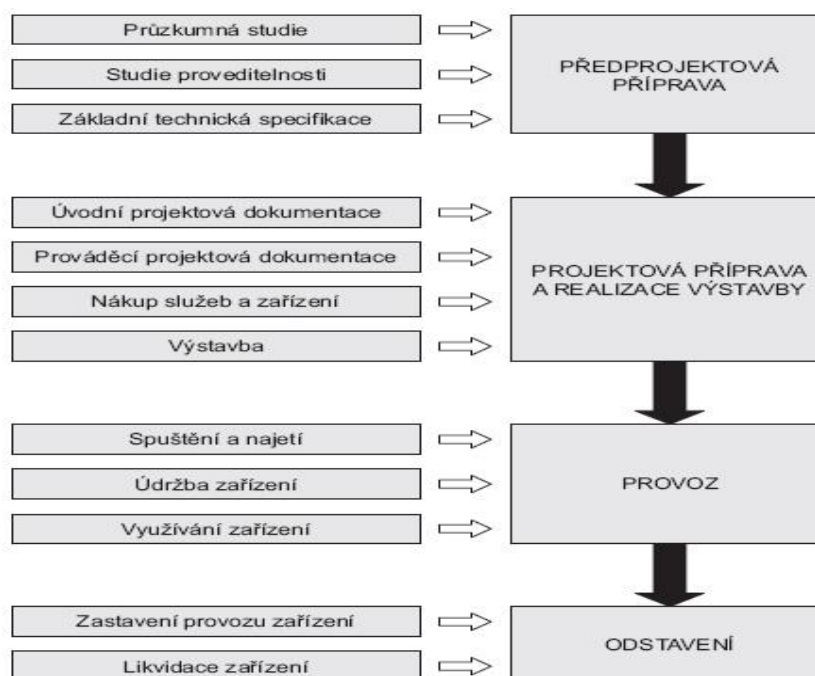 Průzkumná studie
Studie proveditelnosti
Základní technická specifikace
PŘEDPROJEKTOVÁ
PŘÍPRAVA
Úvodní projektová dokumentace
Prováděcí projektová dokumentace
Nákup služeb a zařízení
Výstavba
PROJEKTOVÁ PŘÍPRAVA
A REALIZACE VÝSTAVBY
Spuštění a najetí
Údržba zařízení
Využívání zařízení
PROVOZ
Zastavení provozu zařízení
Likvidace zařízení
ODSTAVENÍ